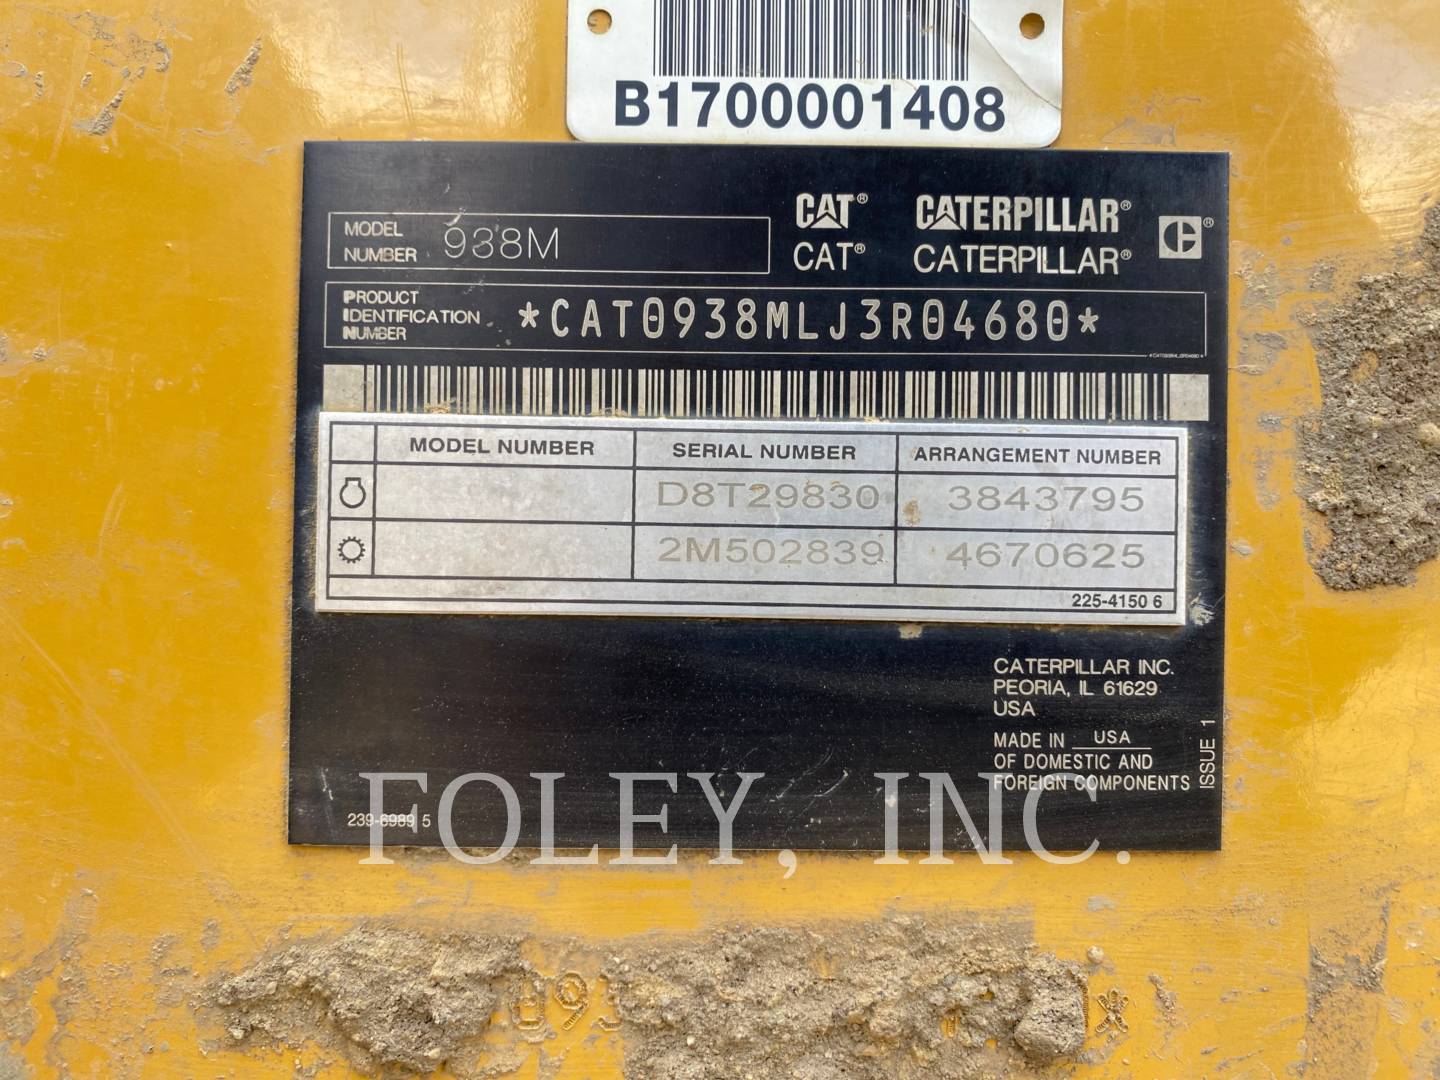 B1700001408
MODEL NUMBER 938M
CAT® CATERPILLAR®
CAT® CATERPILLAR®
PRODUCT IDENTIFICATION NUMBER *CAT0938MLJ3R04680*
MODEL NUMBER SERIAL NUMBER ARRANGEMENT NUMBER
D8T29830 3843795
2M502839 4670625
225-4150 6
CATERPILLAR INC.
PEORIA, IL 61629
USA
MADE IN USA
OF DOMESTIC AND
FOREIGN COMPONENTS
ISSUE 1
239-6989 5
FOLEY, INC.